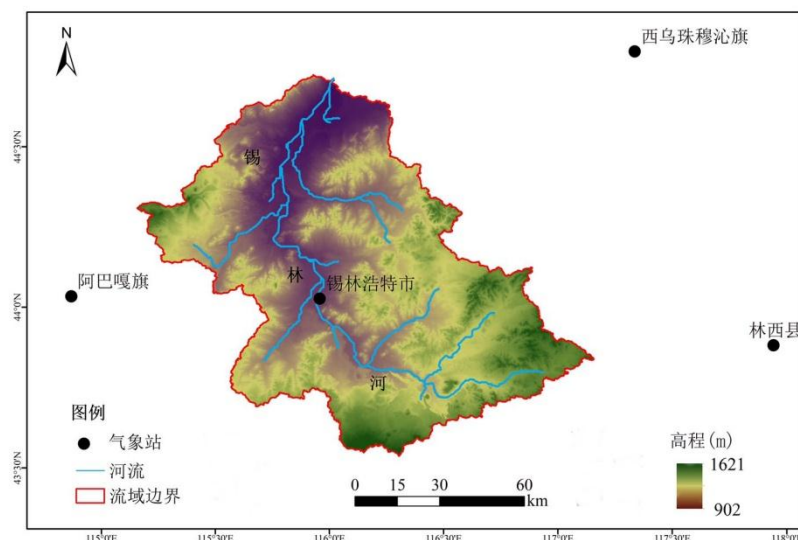 N
西乌珠穆沁旗
44°30'N
锡
林
锡林浩特市
阿巴嘎旗
44°0'N
林西县
河
图例
气象站
河流
流域边界
高程(m)
1621
902
43°30'N
0 15 30 60
km
115°0'E 115°30'E 116°0'E 116°30'E 117°0'E 117°30'E 118°0'E